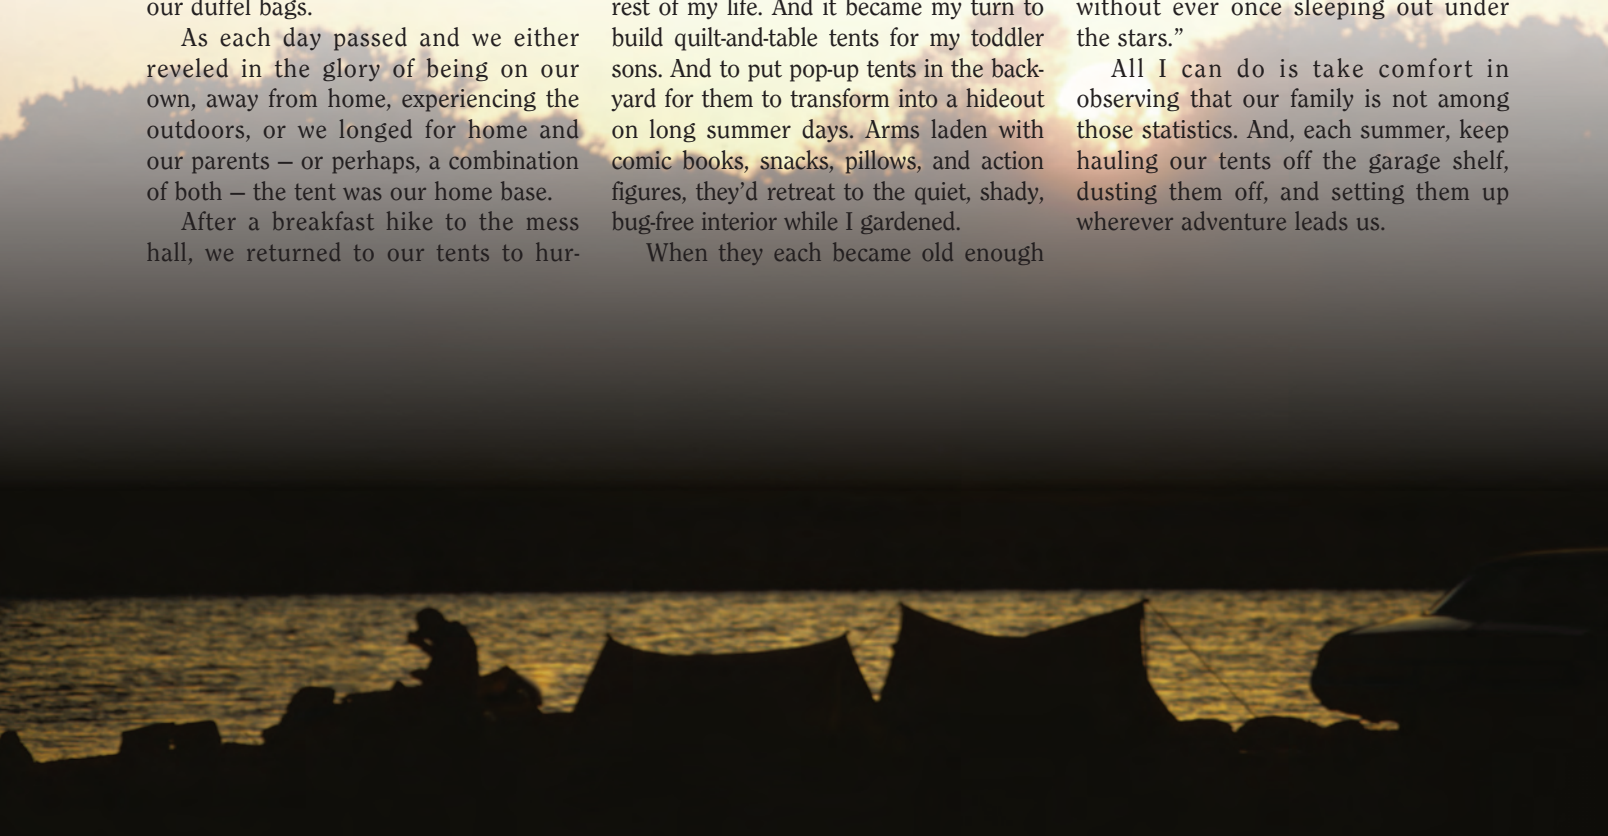 our duffel bags.
As each day passed and we either
reveled in the glory of being on our
own, away from home, experiencing the
outdoors, or we longed for home and
our parents – or perhaps, a combination
of both – the tent was our home base.
After a breakfast hike to the mess
hall, we returned to our tents to hur-
rest of my life. And it became my turn to
build quilt-and-table tents for my toddler
sons. And to put pop-up tents in the back-
yard for them to transform into a hideout
on long summer days. Arms laden with
comic books, snacks, pillows, and action
figures, they’d retreat to the quiet, shady,
bug-free interior while I gardened.
When they each became old enough
without ever once sleeping out under
the stars.”
All I can do is take comfort in
observing that our family is not among
those statistics. And, each summer, keep
hauling our tents off the garage shelf,
dusting them off, and setting them up
wherever adventure leads us.